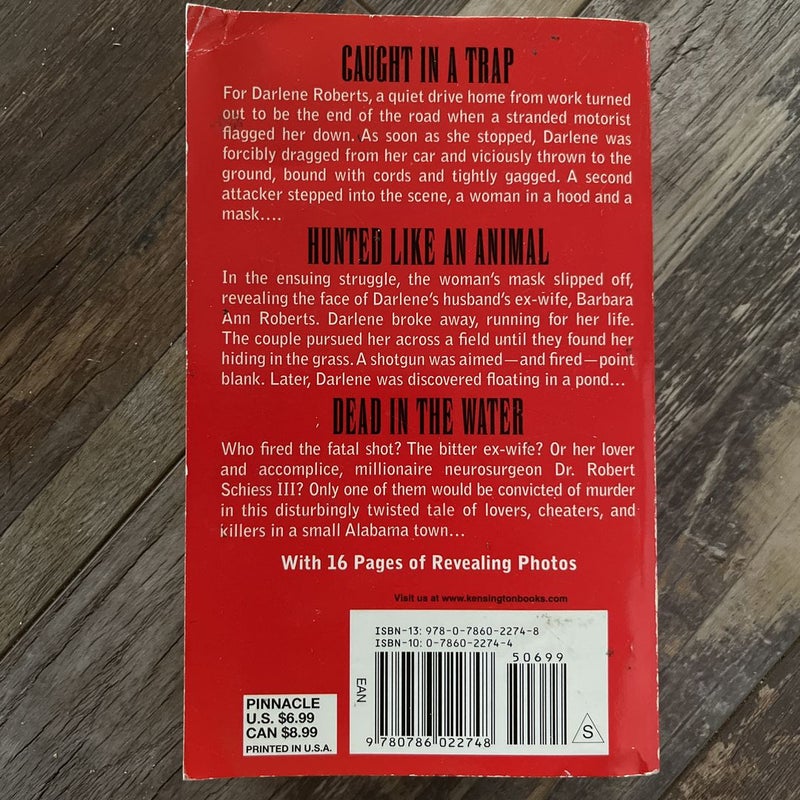 CAUGHT IN A TRAP
For Darlene Roberts, a quiet drive home from work turned
out to be the end of the road when a stranded motorist
flagged her down. As soon as she stopped, Darlene was
forcibly dragged from her car and viciously thrown to the
ground, bound with cords and tightly gagged. A second
attacker stepped into the scene, a woman in a hood and a
mask....
HUNTED LIKE AN ANIMAL
In the ensuing struggle, the woman's mask slipped off,
revealing the face of Darlene's husband's ex-wife, Barbara
Ann Roberts. Darlene broke away, running for her life.
The couple pursued her across a field until they found her
hiding in the grass. A shotgun was aimed—and fired—point
blank. Later, Darlene was discovered floating in a pond...
DEAD IN THE WATER
Who fired the fatal shot? The bitter ex-wife? Or her lover
and accomplice, millionaire neurosurgeon Dr. Robert
Schiess III? Only one of them would be convicted of murder
in this disturbingly twisted tale of lovers, cheaters, and
killers in a small Alabama town...
With 16 Pages of Revealing Photos
Visit us at www.kensingtonbooks.com
ISBN-13: 978-0-7860-2274-8
ISBN-10: 0-7860-2274-4
50699
EAN
9 780786 022748
S
PINNACLE
U.S. $6.99
CAN $8.99
PRINTED IN U.S.A.